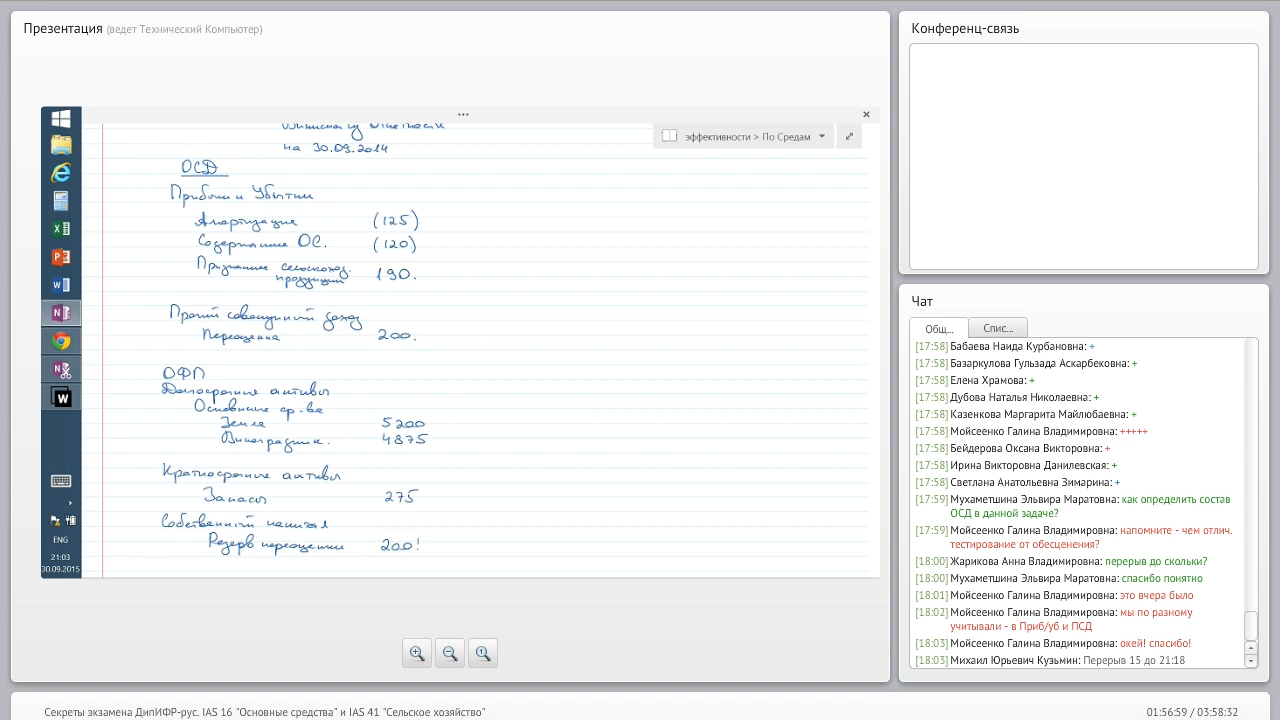 Презентация (ведет Технический Компьютер)
эффективности > По Средам
на 30.09.2014
ОСД
Прибыли и Убытки
Амортизация (125)
Содержание ОС. (120)
Признание сельскохоз. продукции 190.
Прочий совокупный доход
Переоценка 200.
ОФП
Долгосрочные активы
Основные ср-ва
Земля 5200
Виноградники. 4875
Краткосрочные активы
Запасы 275
Собственный капитал
Резерв переоценки 200!
ENG
21:03
30.09.2015
Конференц-связь
Чат
Общ...
Спис...
[17:58] Бабаева Наида Курбановна: +
[17:58] Базаркулова Гульзада Аскарбековна: +
[17:58] Елена Храмова: +
[17:58] Дубова Наталья Николаевна: +
[17:58] Казенкова Маргарита Майлюбаевна: +
[17:58] Мойсеенко Галина Владимировна: +++++
[17:58] Бейдерова Оксана Викторовна: +
[17:58] Ирина Викторовна Данилевская: +
[17:58] Светлана Анатольевна Зимарина: +
[17:59] Мухаметшина Эльвира Маратовна: как определить состав
ОСД в данной задаче?
[17:59] Мойсеенко Галина Владимировна: напомните - чем отлич.
тестирование от обесценения?
[18:00] Жарикова Анна Владимировна: перерыв до скольки?
[18:00] Мухаметшина Эльвира Маратовна: спасибо понятно
[18:01] Мойсеенко Галина Владимировна: это вчера было
[18:02] Мойсеенко Галина Владимировна: мы по разному
учитывали - в Приб/уб и ПСД
[18:03] Мойсеенко Галина Владимировна: окей! спасибо!
[18:03] Михаил Юрьевич Кузьмин: Перерыв 15 до 21:18
Секреты экзамена ДипИФР-рус. IAS 16 "Основные средства" и IAS 41 "Сельское хозяйство"
01:56:59 / 03:58:32